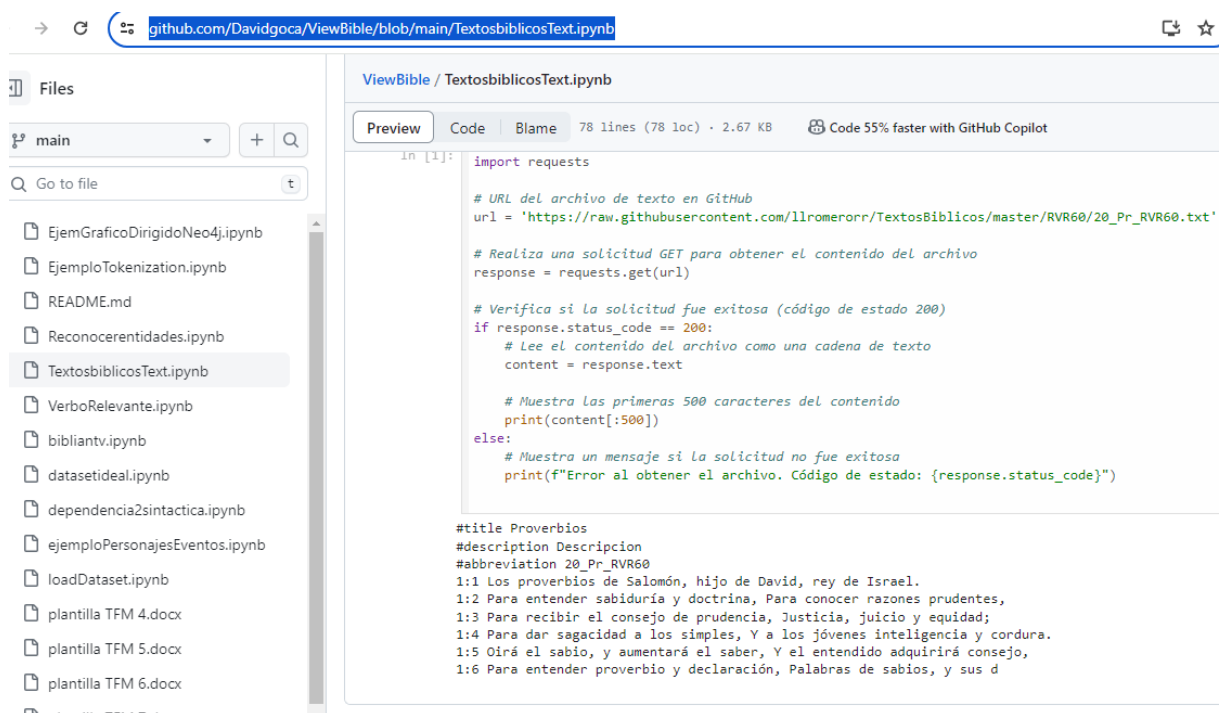 github.com/Davidgoca/ViewBible/blob/main/TextosbiblicosText.ipynb
Files
main
Go to file
t
EjemGraficoDirigidoNeo4j.ipynb
EjemploTokenization.ipynb
README.md
Reconocerentidades.ipynb
TextosbiblicosText.ipynb
VerboRelevante.ipynb
bibliantv.ipynb
datasetideal.ipynb
dependencia2sintactica.ipynb
ejemploPersonajesEventos.ipynb
loadDataset.ipynb
plantilla TFM 4.docx
plantilla TFM 5.docx
plantilla TFM 6.docx
ViewBible / TextosbiblicosText.ipynb
Preview Code Blame 78 lines (78 loc) · 2.67 KB Code 55% faster with GitHub Copilot
In [1]:
import requests
# URL del archivo de texto en GitHub
url = 'https://raw.githubusercontent.com/llromerorr/TextosBiblicos/master/RVR60/20_Pr_RVR60.txt'
# Realiza una solicitud GET para obtener el contenido del archivo
response = requests.get(url)
# Verifica si la solicitud fue exitosa (código de estado 200)
if response.status_code == 200:
# Lee el contenido del archivo como una cadena de texto
content = response.text
# Muestra las primeras 500 caracteres del contenido
print(content[:500])
else:
# Muestra un mensaje si la solicitud no fue exitosa
print(f"Error al obtener el archivo. Código de estado: {response.status_code}")
#title Proverbios
#description Descripcion
#abbreviation 20_Pr_RVR60
1:1 Los proverbios de Salomón, hijo de David, rey de Israel.
1:2 Para entender sabiduría y doctrina, Para conocer razones prudentes,
1:3 Para recibir el consejo de prudencia, Justicia, juicio y equidad;
1:4 Para dar sagacidad a los simples, Y a los jóvenes inteligencia y cordura.
1:5 Oirá el sabio, y aumentará el saber, Y el entendido adquirirá consejo,
1:6 Para entender proverbio y declaración, Palabras de sabios, y sus d